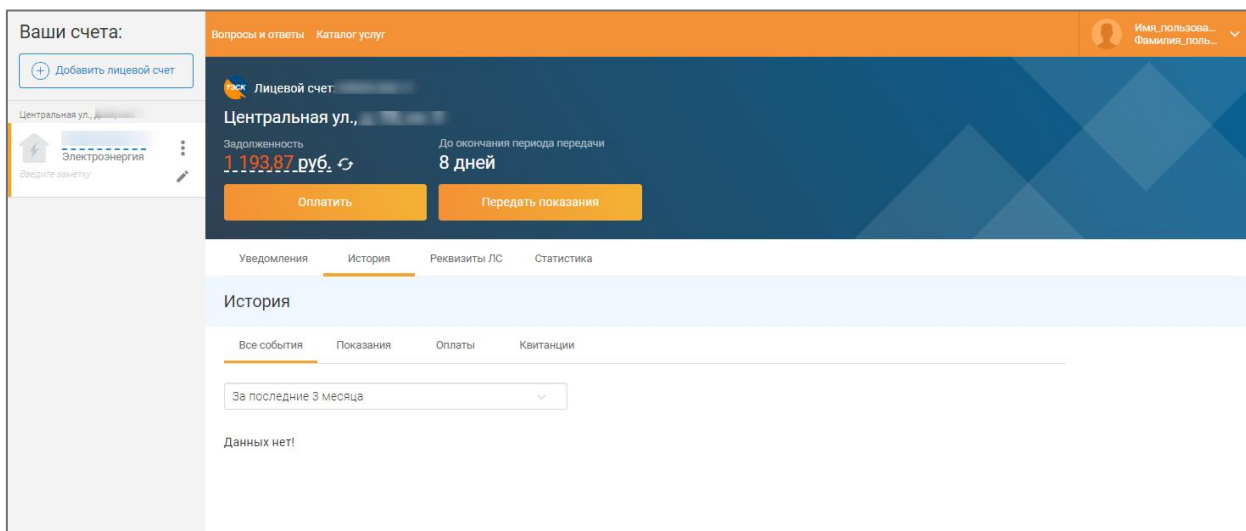 Ваши счета:
Добавить лицевой счет
Центральная ул.,
Электроэнергия
Введите заметку
Вопросы и ответы Каталог услуг
Имя_пользова...
Фамилия_поль...
ТЭСК Лицевой счет:
Центральная ул.,
Задолженность
1 193,87 руб.
До окончания периода передачи
8 дней
Оплатить
Передать показания
Уведомления История Реквизиты ЛС Статистика
История
Все события Показания Оплаты Квитанции
За последние 3 месяца
Данных нет!